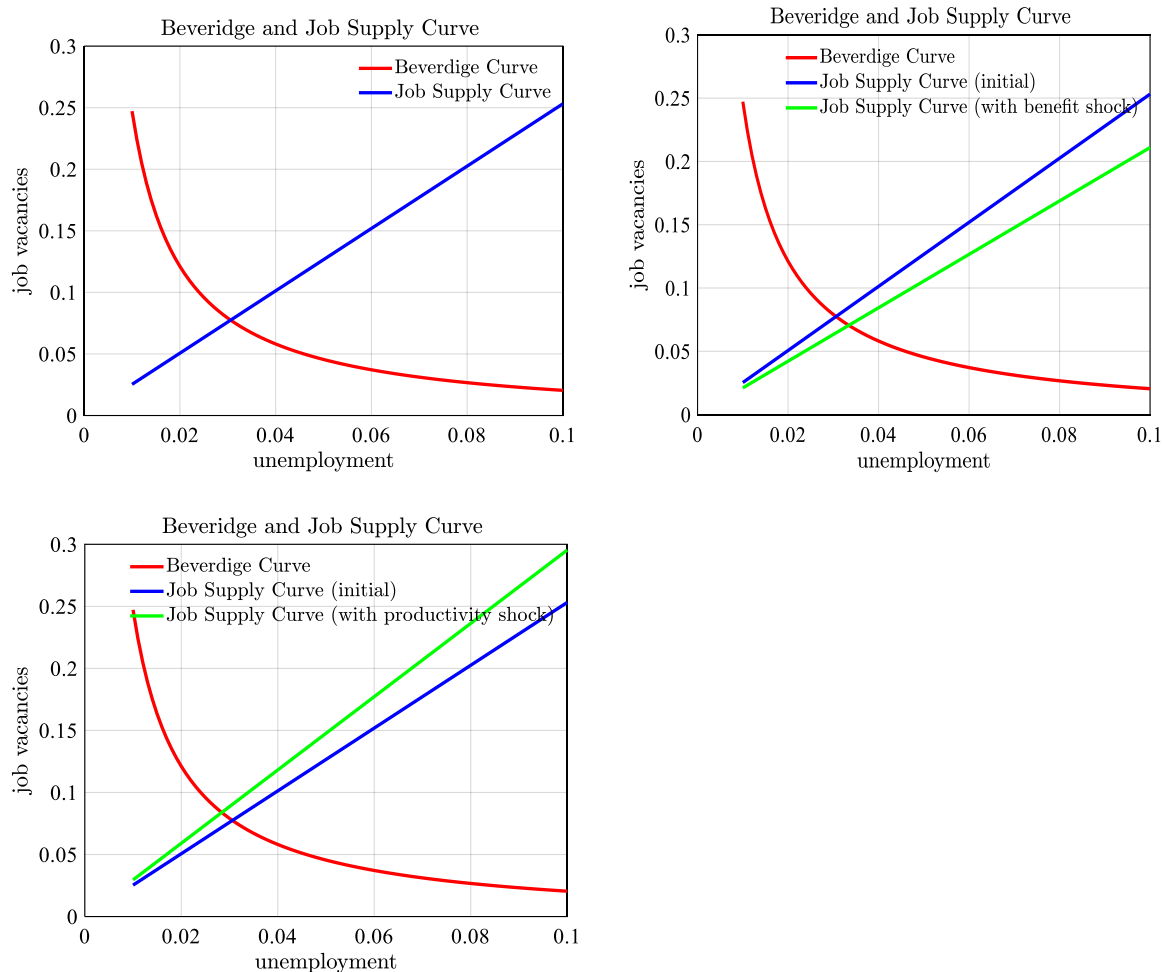 Beveridge and Job Supply Curve
Beverdige Curve
Job Supply Curve
0.3
0.25
0.2
0.15
0.1
0.05
0
job vacancies
0
0.02
0.04
0.06
0.08
0.1
unemployment
Beveridge and Job Supply Curve
Beverdige Curve
Job Supply Curve (initial)
Job Supply Curve (with benefit shock)
0.3
0.25
0.2
0.15
0.1
0.05
0
job vacancies
0
0.02
0.04
0.06
0.08
0.1
unemployment
Beveridge and Job Supply Curve
Beverdige Curve
Job Supply Curve (initial)
Job Supply Curve (with productivity shock)
0.3
0.25
0.2
0.15
0.1
0.05
0
job vacancies
0
0.02
0.04
0.06
0.08
0.1
unemployment